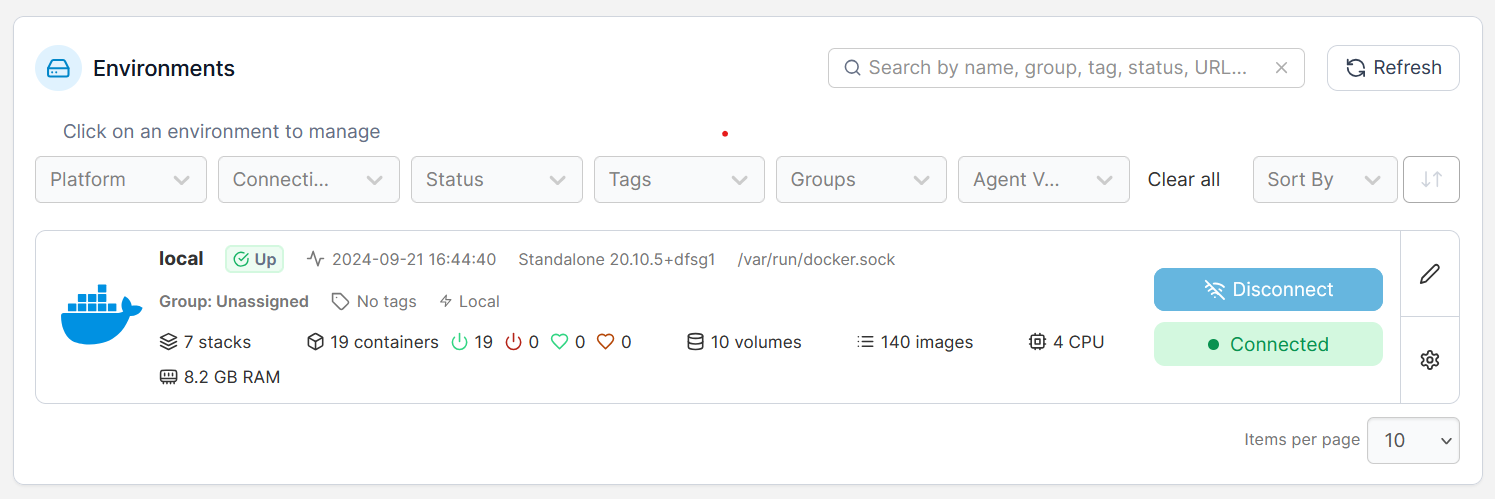 Environments
Search by name, group, tag, status, URL...
Refresh
Click on an environment to manage
Platform Connecti... Status Tags Groups Agent V... Clear all Sort By
local Up 2024-09-21 16:44:40 Standalone 20.10.5+dfsg1 /var/run/docker.sock
Disconnect
Group: Unassigned No tags Local
7 stacks 19 containers 19 0 0 0 10 volumes 140 images 4 CPU
Connected
8.2 GB RAM
Items per page 10